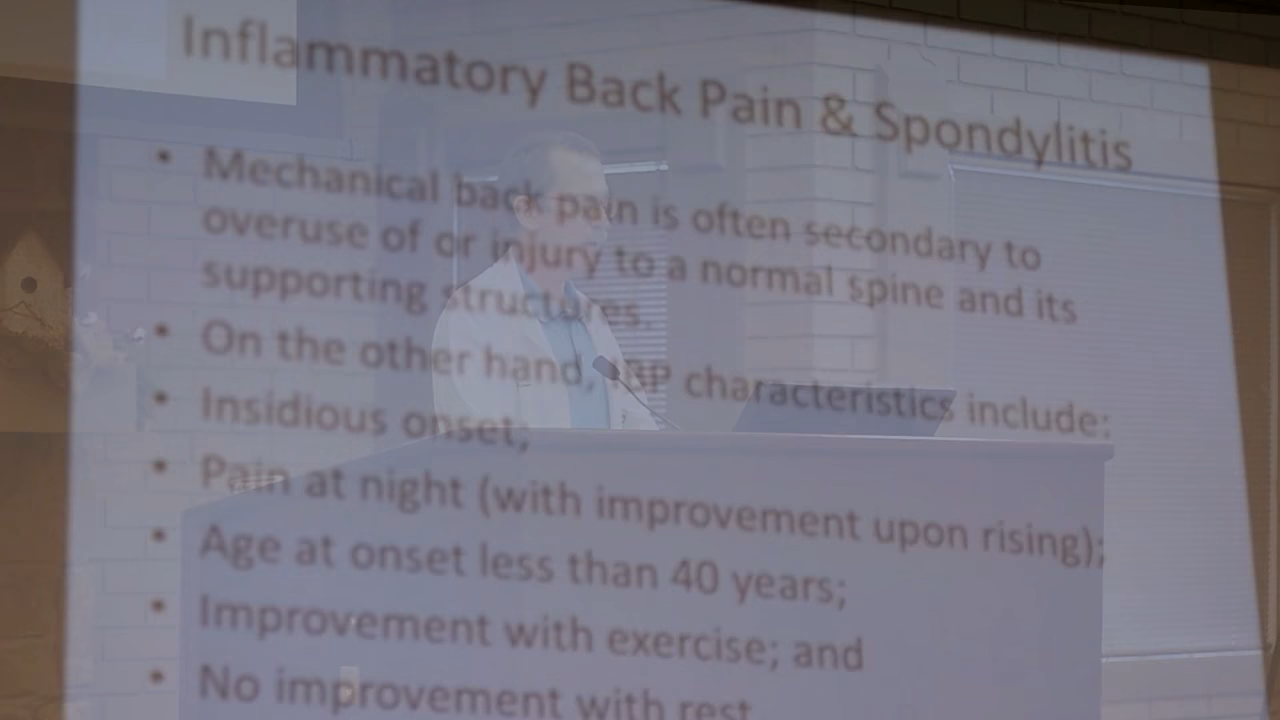 Inflammatory Back Pain & Spondylitis
• Mechanical back pain is often secondary to
overuse of or injury to a normal spine and its
supporting structures.
• On the other hand, IBP characteristics include:
• Insidious onset;
• Pain at night (with improvement upon rising);
• Age at onset less than 40 years;
• Improvement with exercise; and
• No improvement with rest